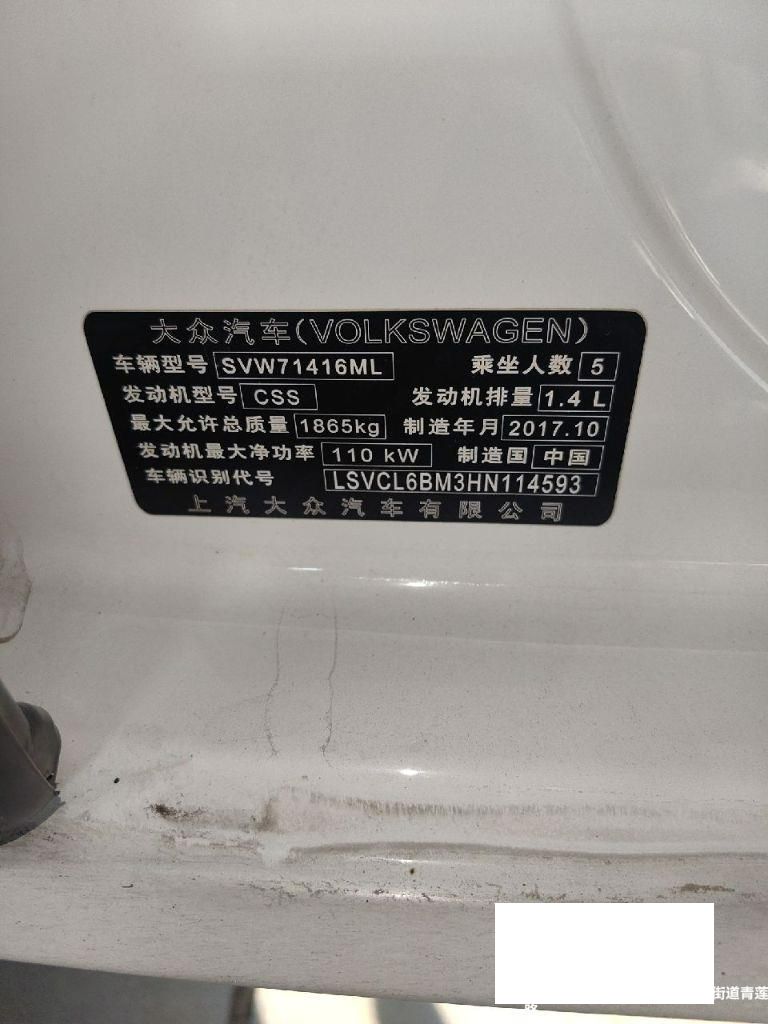 大众汽车(VOLKSWAGEN)
车辆型号 SVW71416ML 乘坐人数 5
发动机型号 CSS 发动机排量 1.4 L
最大允许总质量 1865kg 制造年月 2017.10
发动机最大净功率 110 kW 制造国 中国
车辆识别代号 LSVCL6BM3HN114593
上汽大众汽车有限公司
街道青莲